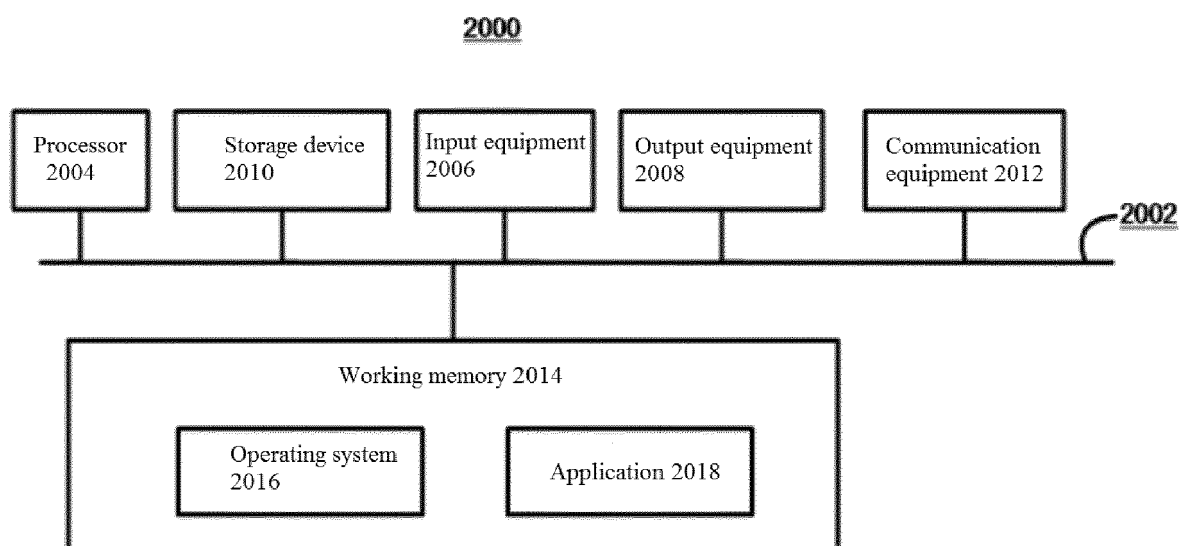 2000
Processor
2004
Storage device
2010
Input equipment
2006
Output equipment
2008
Communication
equipment 2012
2002
Working memory 2014
Operating system
2016
Application 2018